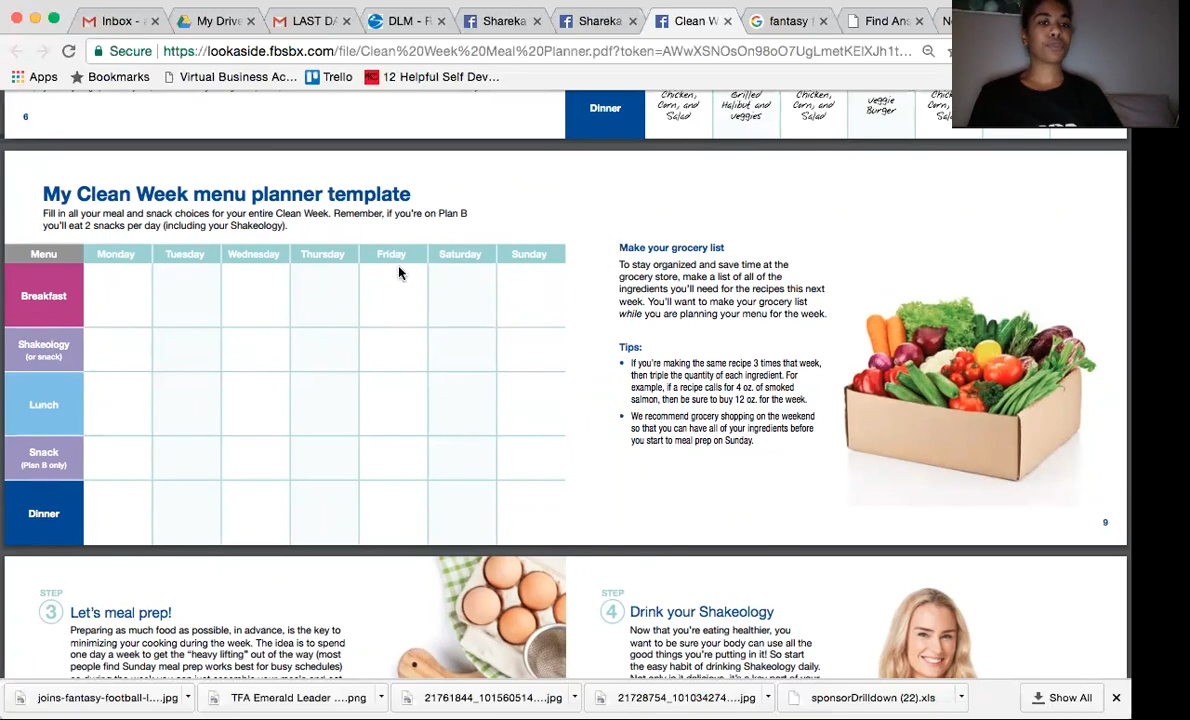 Inbox - a
My Drive
LAST DA
DLM - F
Shareka
Shareka
Clean W
fantasy f
Find Ans
Secure
https://lookaside.fbsbx.com/file/Clean%20Week%20Meal%20Planner.pdf?token=
Apps
Bookmarks
Virtual Business Ac...
Trello
12 Helpful Self Dev...
6
Dinner
Chicken, Corn, and Salad
Grilled Halibut and veggies
Chicken, Corn, and Salad
veggie Burger
My Clean Week menu planner template
Fill in all your meal and snack choices for your entire Clean Week. Remember, if you're on Plan B
you'll eat 2 snacks per day (including your Shakeology).
Menu Monday Tuesday Wednesday Thursday Friday Saturday Sunday
Breakfast
Shakeology
(or snack)
Lunch
Snack
(Plan B only)
Dinner
Make your grocery list
To stay organized and save time at the
grocery store, make a list of all of the
ingredients you'll need for the recipes this next
week. You'll want to make your grocery list
while you are planning your menu for the week.
Tips:
• If you're making the same recipe 3 times that week,
then triple the quantity of each ingredient. For
example, if a recipe calls for 4 oz. of smoked
salmon, then be sure to buy 12 oz. for the week.
• We recommend grocery shopping on the weekend
so that you can have all of your ingredients before
you start to meal prep on Sunday.
9
STEP
3
Let's meal prep!
Preparing as much food as possible, in advance, is the key to
minimizing your cooking during the week. The idea is to spend
one day a week to get the "heavy lifting" out of the way (most
people find Sunday meal prep works best for busy schedules)
STEP
4
Drink your Shakeology
Now that you're eating healthier, you
want to be sure your body can use all the
goodness you're putting in it! So start
the easy habit of drinking Shakeology daily.
joins-fantasy-football-l....jpg
TFA Emerald Leader ....png
21761844_101560514....jpg
21728754_101034274....jpg
sponsorDrilldown (22).xls
Show All